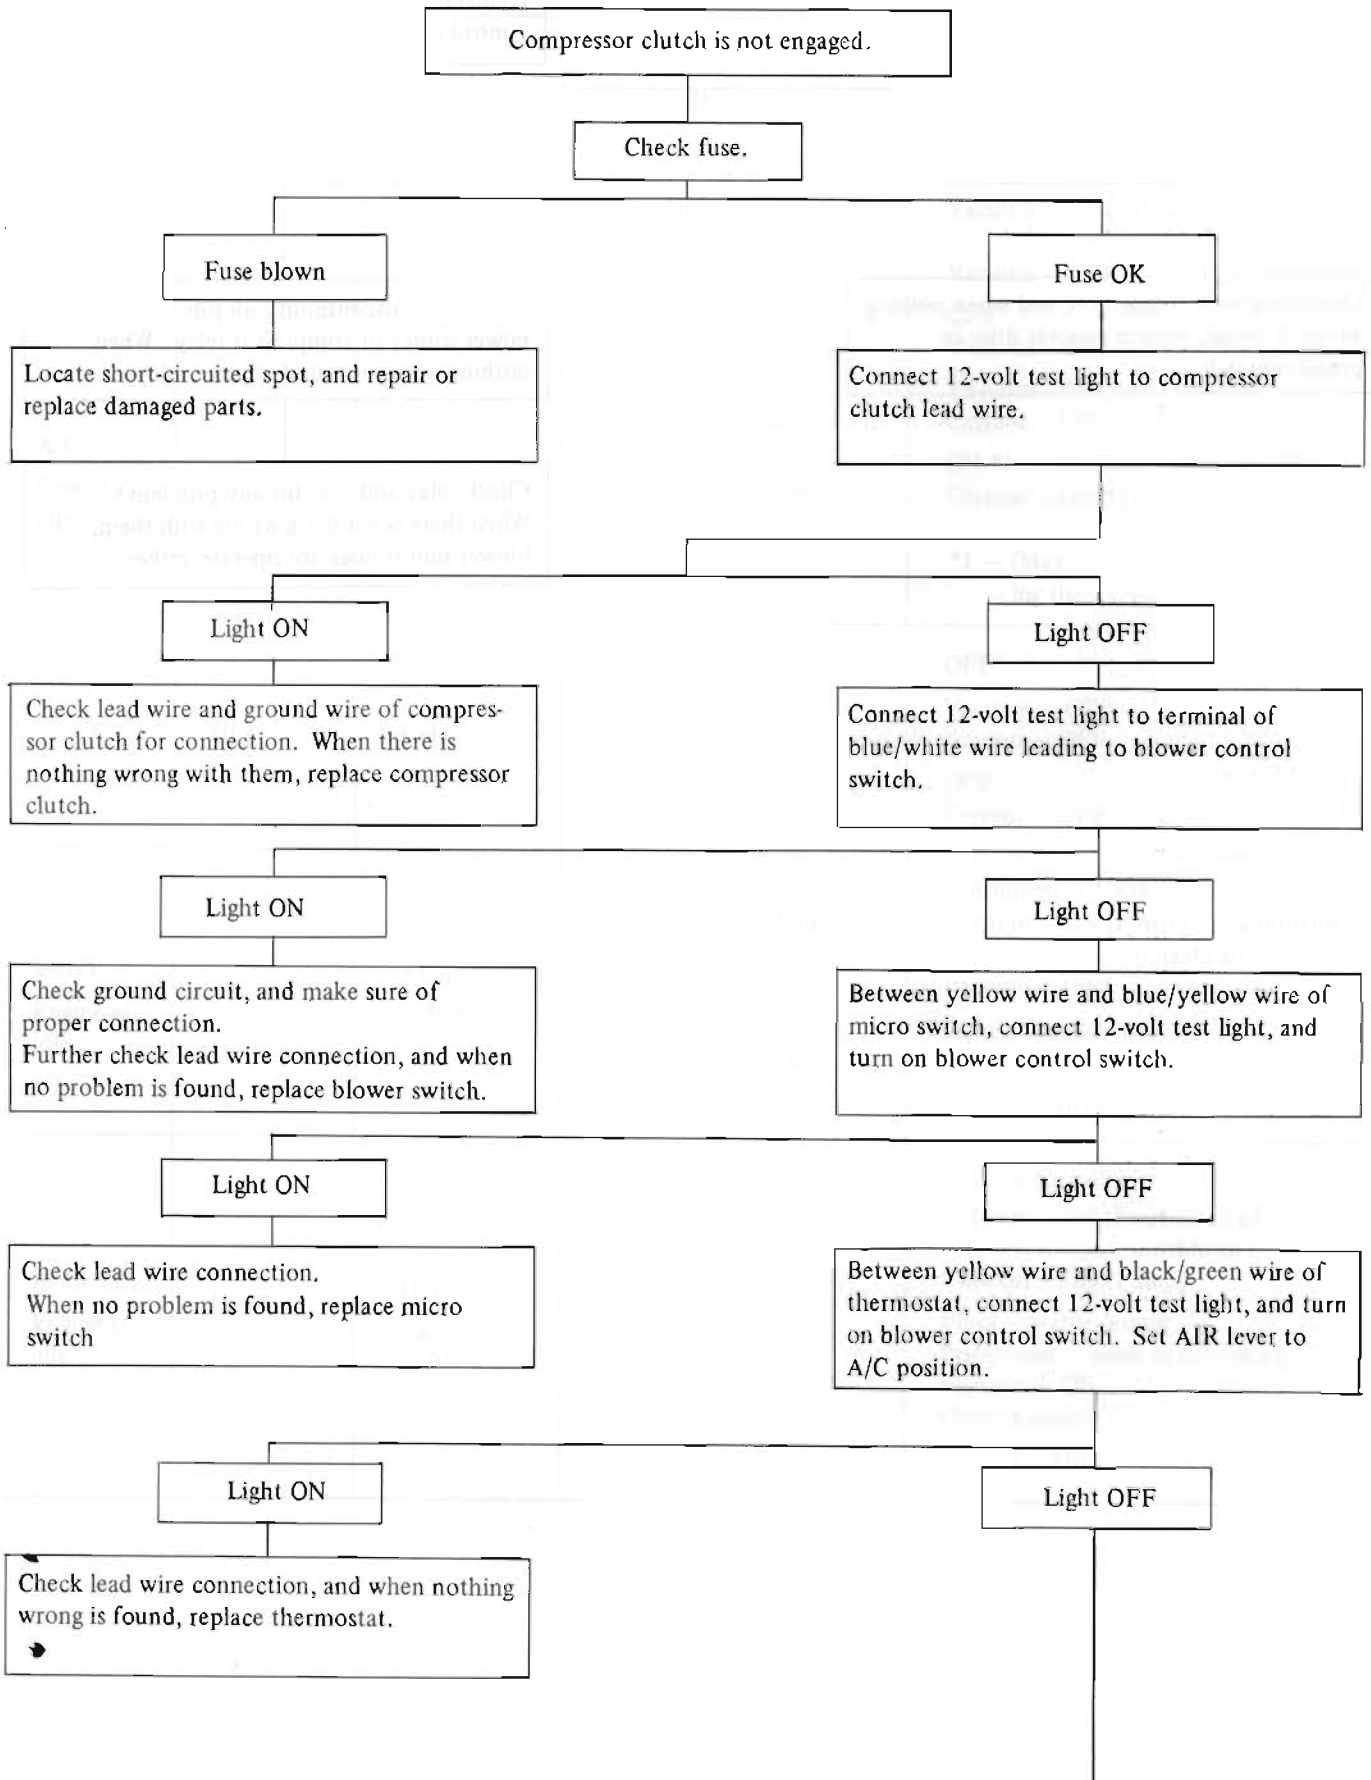 Compressor clutch is not engaged.
Check fuse.
Fuse blown
Fuse OK
Locate short-circuited spot, and repair or
replace damaged parts.
Connect 12-volt test light to compressor
clutch lead wire.
Light ON
Light OFF
Check lead wire and ground wire of compres-
sor clutch for connection. When there is
nothing wrong with them, replace compressor
clutch.
Connect 12-volt test light to terminal of
blue/white wire leading to blower control
switch.
Light ON
Light OFF
Check ground circuit, and make sure of
proper connection.
Further check lead wire connection, and when
no problem is found, replace blower switch.
Between yellow wire and blue/yellow wire of
micro switch, connect 12-volt test light, and
turn on blower control switch.
Light ON
Light OFF
Check lead wire connection.
When no problem is found, replace micro
switch
Between yellow wire and black/green wire of
thermostat, connect 12-volt test light, and turn
on blower control switch. Set AIR lever to
A/C position.
Light ON
Light OFF
Check lead wire connection, and when nothing
wrong is found, replace thermostat.